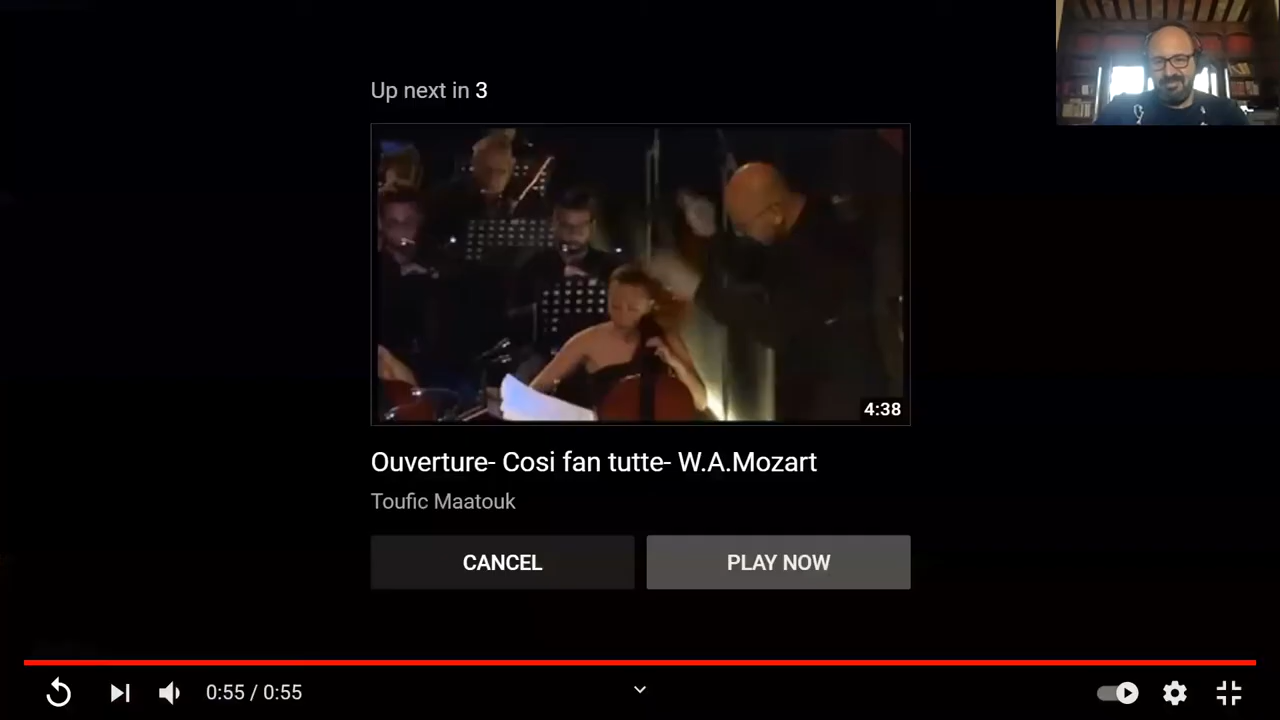 Up next in 3
4:38
Ouverture- Cosi fan tutte- W.A.Mozart
Toufic Maatouk
CANCEL
PLAY NOW
0:55 / 0:55